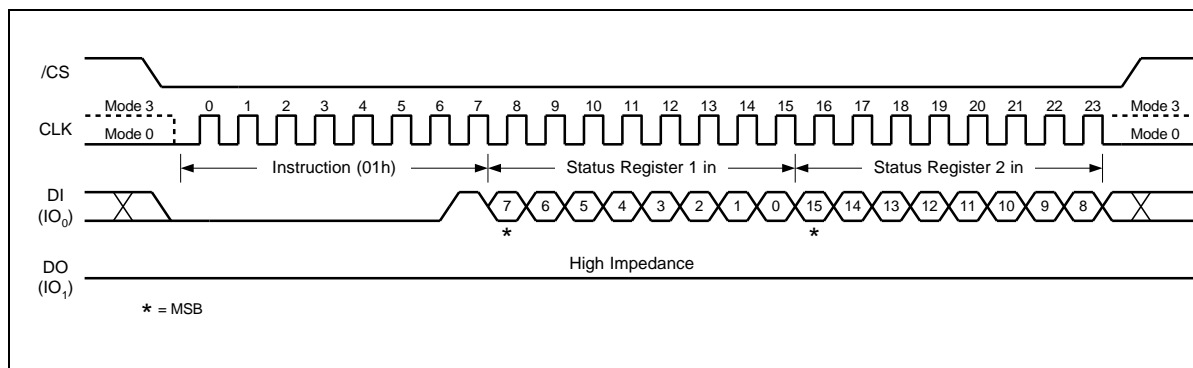 /CS
Mode 3 0 1 2 3 4 5 6 7 8 9 10 11 12 13 14 15 16 17 18 19 20 21 22 23 Mode 3
CLK Mode 0 Mode 0
Instruction (01h) Status Register 1 in Status Register 2 in
DI
(IO0) 7 6 5 4 3 2 1 0 15 14 13 12 11 10 9 8
* *
High Impedance
DO
(IO1)
* = MSB